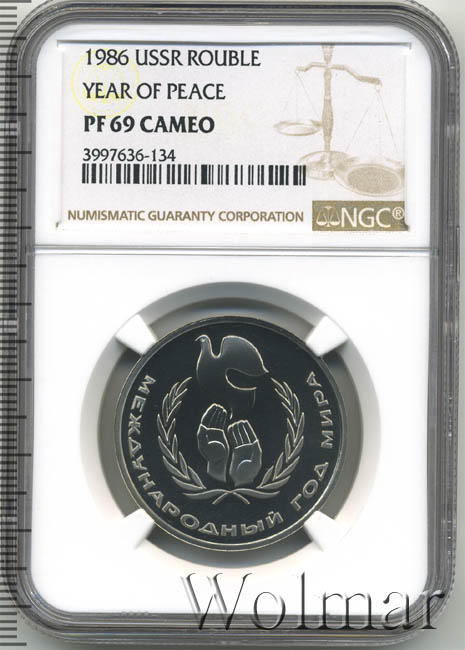 1986 USSR ROUBLE
YEAR OF PEACE
PF 69 CAMEO
3997636-134
NUMISMATIC GUARANTY CORPORATION NGC®
МЕЖДУНАРОДНЫЙ ГОД МИРА
Wolmar